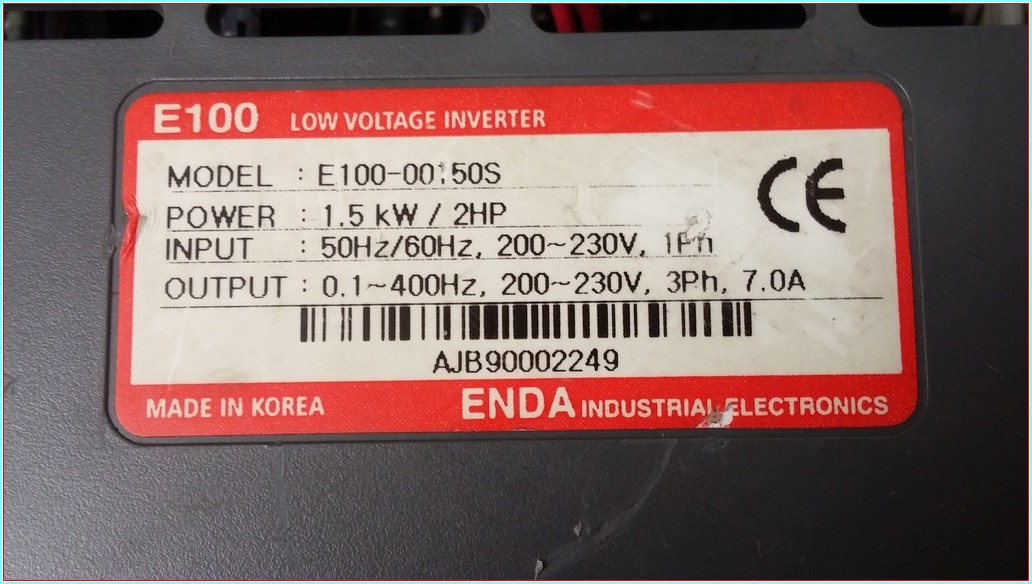 E100 LOW VOLTAGE INVERTER
MODEL : E100-00150S
POWER : 1.5 kW / 2HP
INPUT : 50Hz/60Hz, 200~230V, 1Ph
OUTPUT : 0.1~400Hz, 200~230V, 3Ph, 7.0A
CE
AJB90002249
MADE IN KOREA ENDA INDUSTRIAL ELECTRONICS